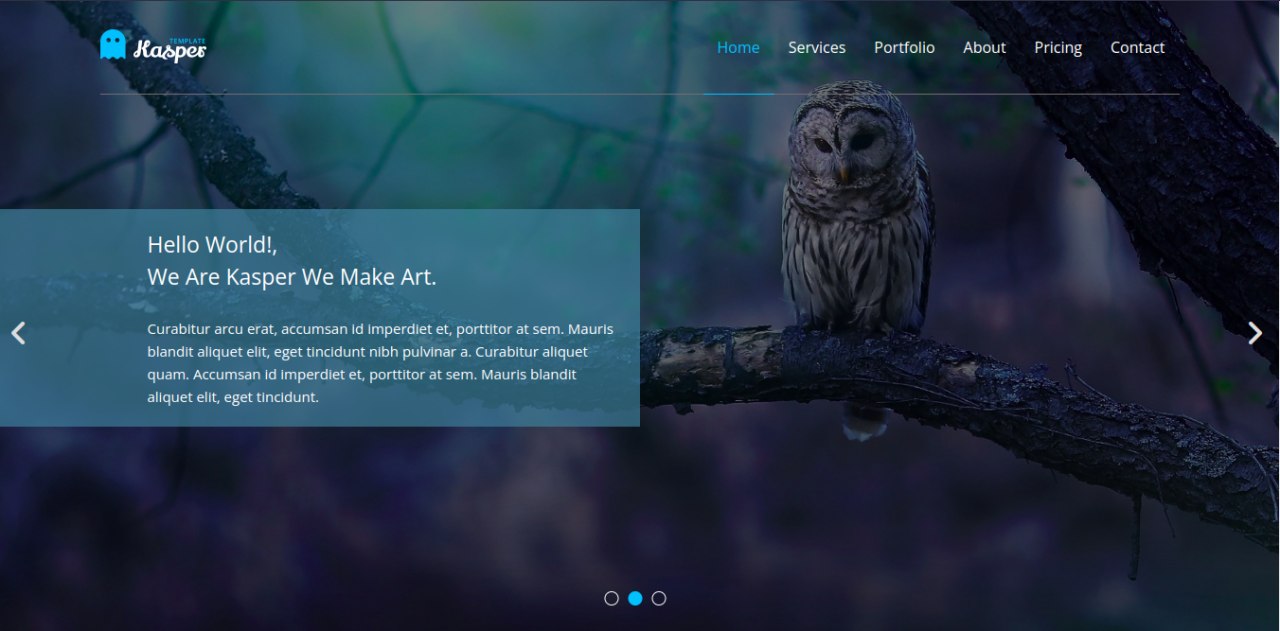 TEMPLATE
Kasper
Home Services Portfolio About Pricing Contact
Hello World!,
We Are Kasper We Make Art.
Curabitur arcu erat, accumsan id imperdiet et, porttitor at sem. Mauris
blandit aliquet elit, eget tincidunt nibh pulvinar a. Curabitur aliquet
quam. Accumsan id imperdiet et, porttitor at sem. Mauris blandit
aliquet elit, eget tincidunt.